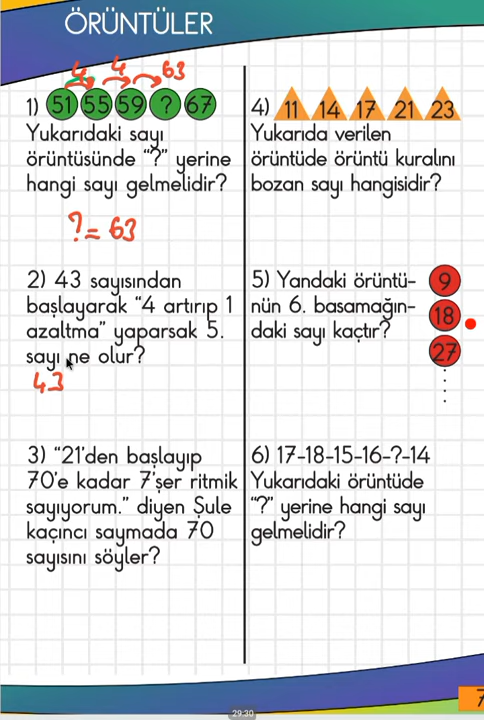 ÖRÜNTÜLER
4 4 63
1) 51 55 59 ? 67
Yukarıdaki sayı
örüntüsünde “?” yerine
hangi sayı gelmelidir?
?= 63
2) 43 sayısından
başlayarak “4 artırıp 1
azaltma” yaparsak 5.
sayı ne olur?
43
3) “21’den başlayıp
70’e kadar 7’şer ritmik
sayıyorum.” diyen Şule
kaçıncı saymada 70
sayısını söyler?
4) 11 14 17 21 23
Yukarıda verilen
örüntüde örüntü kuralını
bozan sayı hangisidir?
5) Yandaki örüntü-
nün 6. basamağın-
daki sayı kaçtır?
9
18
27
6) 17-18-15-16-?-14
Yukarıdaki örüntüde
“?” yerine hangi sayı
gelmelidir?
7
29:30